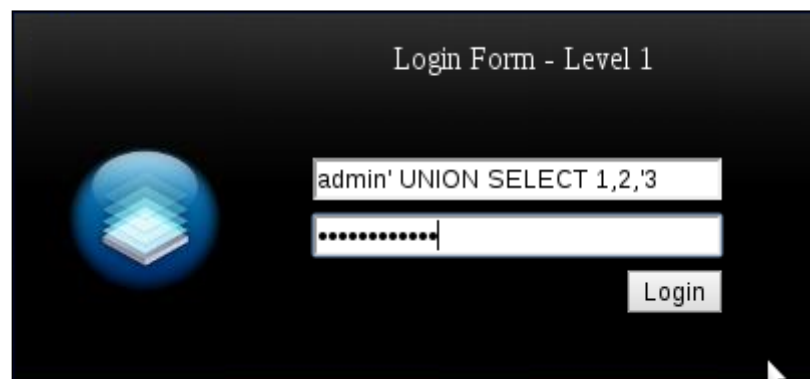 Login Form - Level 1
admin' UNION SELECT 1,2,'3
••••••••••••
Login